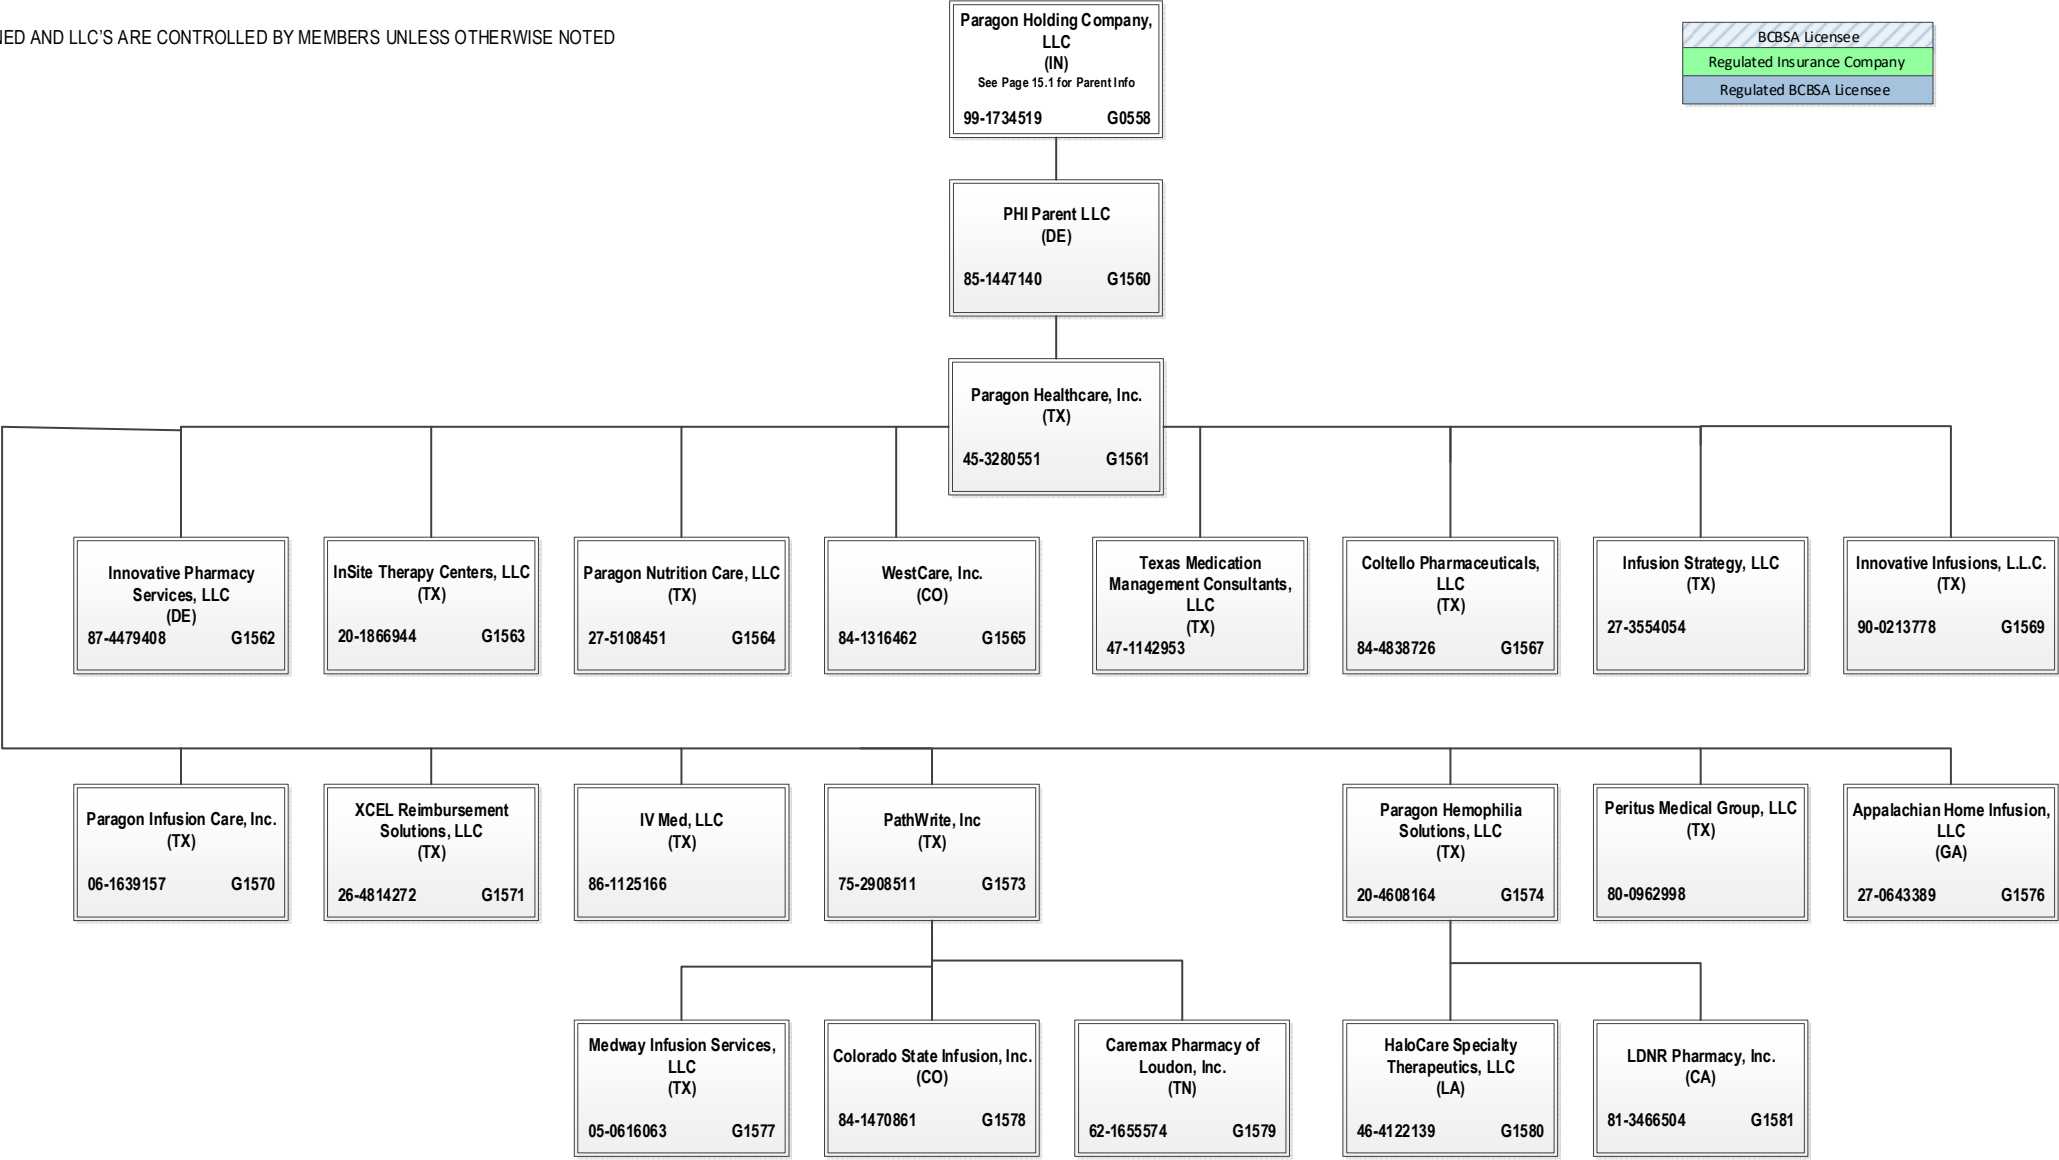 NED AND LLC'S ARE CONTROLLED BY MEMBERS UNLESS OTHERWISE NOTED
Paragon Holding Company,
LLC
(IN)
See Page 15.1 for Parent Info
99-1734519 G0558
BCBSA Licensee
Regulated Insurance Company
Regulated BCBSA Licensee
PHI Parent LLC
(DE)
85-1447140 G1560
Paragon Healthcare, Inc.
(TX)
45-3280551 G1561
Innovative Pharmacy
Services, LLC
(DE)
87-4479408 G1562
InSite Therapy Centers, LLC
(TX)
20-1866944 G1563
Paragon Nutrition Care, LLC
(TX)
27-5108451 G1564
WestCare, Inc.
(CO)
84-1316462 G1565
Texas Medication
Management Consultants,
LLC
(TX)
47-1142953
Coltello Pharmaceuticals,
LLC
(TX)
84-4838726 G1567
Infusion Strategy, LLC
(TX)
27-3554054
Innovative Infusions, L.L.C.
(TX)
90-0213778 G1569
Paragon Infusion Care, Inc.
(TX)
06-1639157 G1570
XCEL Reimbursement
Solutions, LLC
(TX)
26-4814272 G1571
IV Med, LLC
(TX)
86-1125166
PathWrite, Inc
(TX)
75-2908511 G1573
Paragon Hemophilia
Solutions, LLC
(TX)
20-4608164 G1574
Peritus Medical Group, LLC
(TX)
80-0962998
Appalachian Home Infusion,
LLC
(GA)
27-0643389 G1576
Medway Infusion Services,
LLC
(TX)
05-0616063 G1577
Colorado State Infusion, Inc.
(CO)
84-1470861 G1578
Caremax Pharmacy of
Loudon, Inc.
(TN)
62-1655574 G1579
HaloCare Specialty
Therapeutics, LLC
(LA)
46-4122139 G1580
LDNR Pharmacy, Inc.
(CA)
81-3466504 G1581